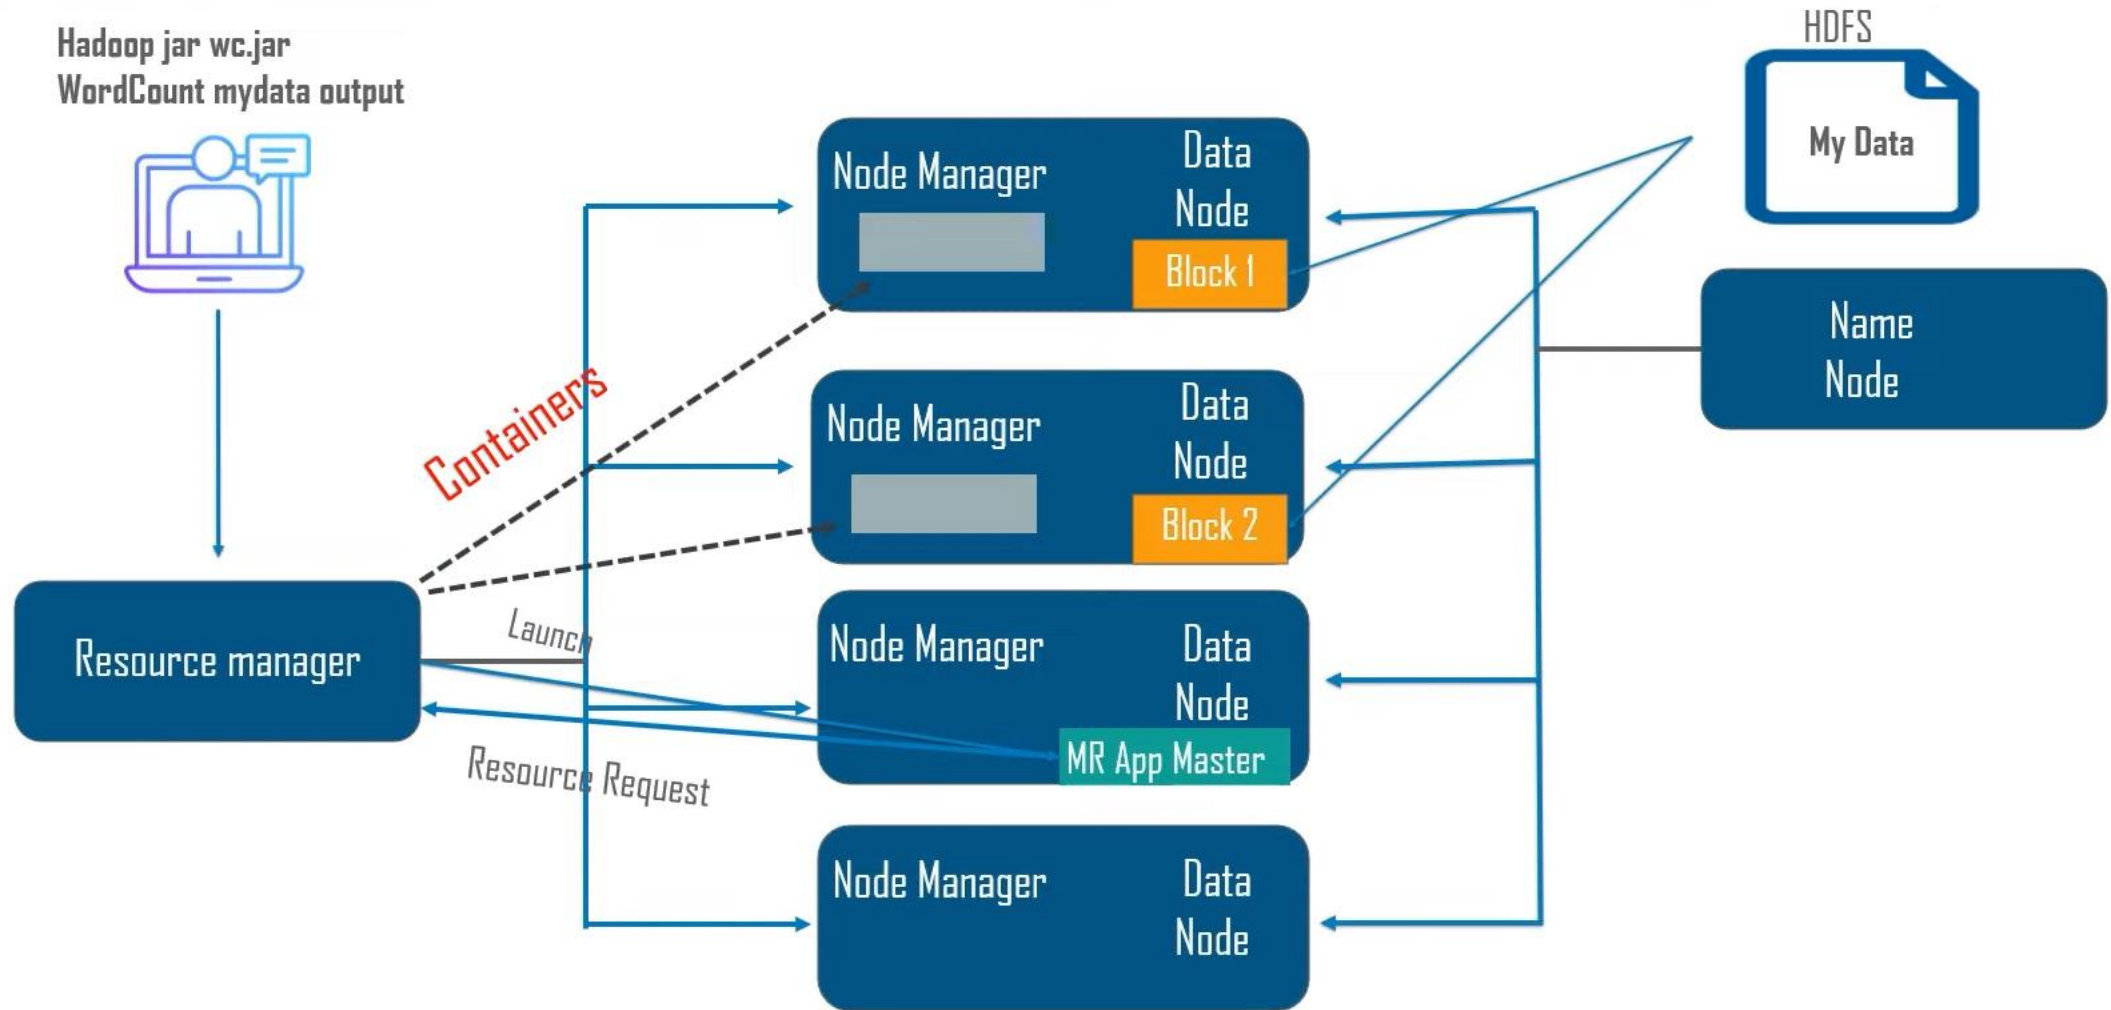 Hadoop jar wc.jar
WordCount mydata output
HDFS
My Data
Node Manager
Data
Node
Block 1
Name
Node
Containers
Node Manager
Data
Node
Block 2
Launch
Resource manager
Resource Request
Node Manager
Data
Node
MR App Master
Node Manager
Data
Node